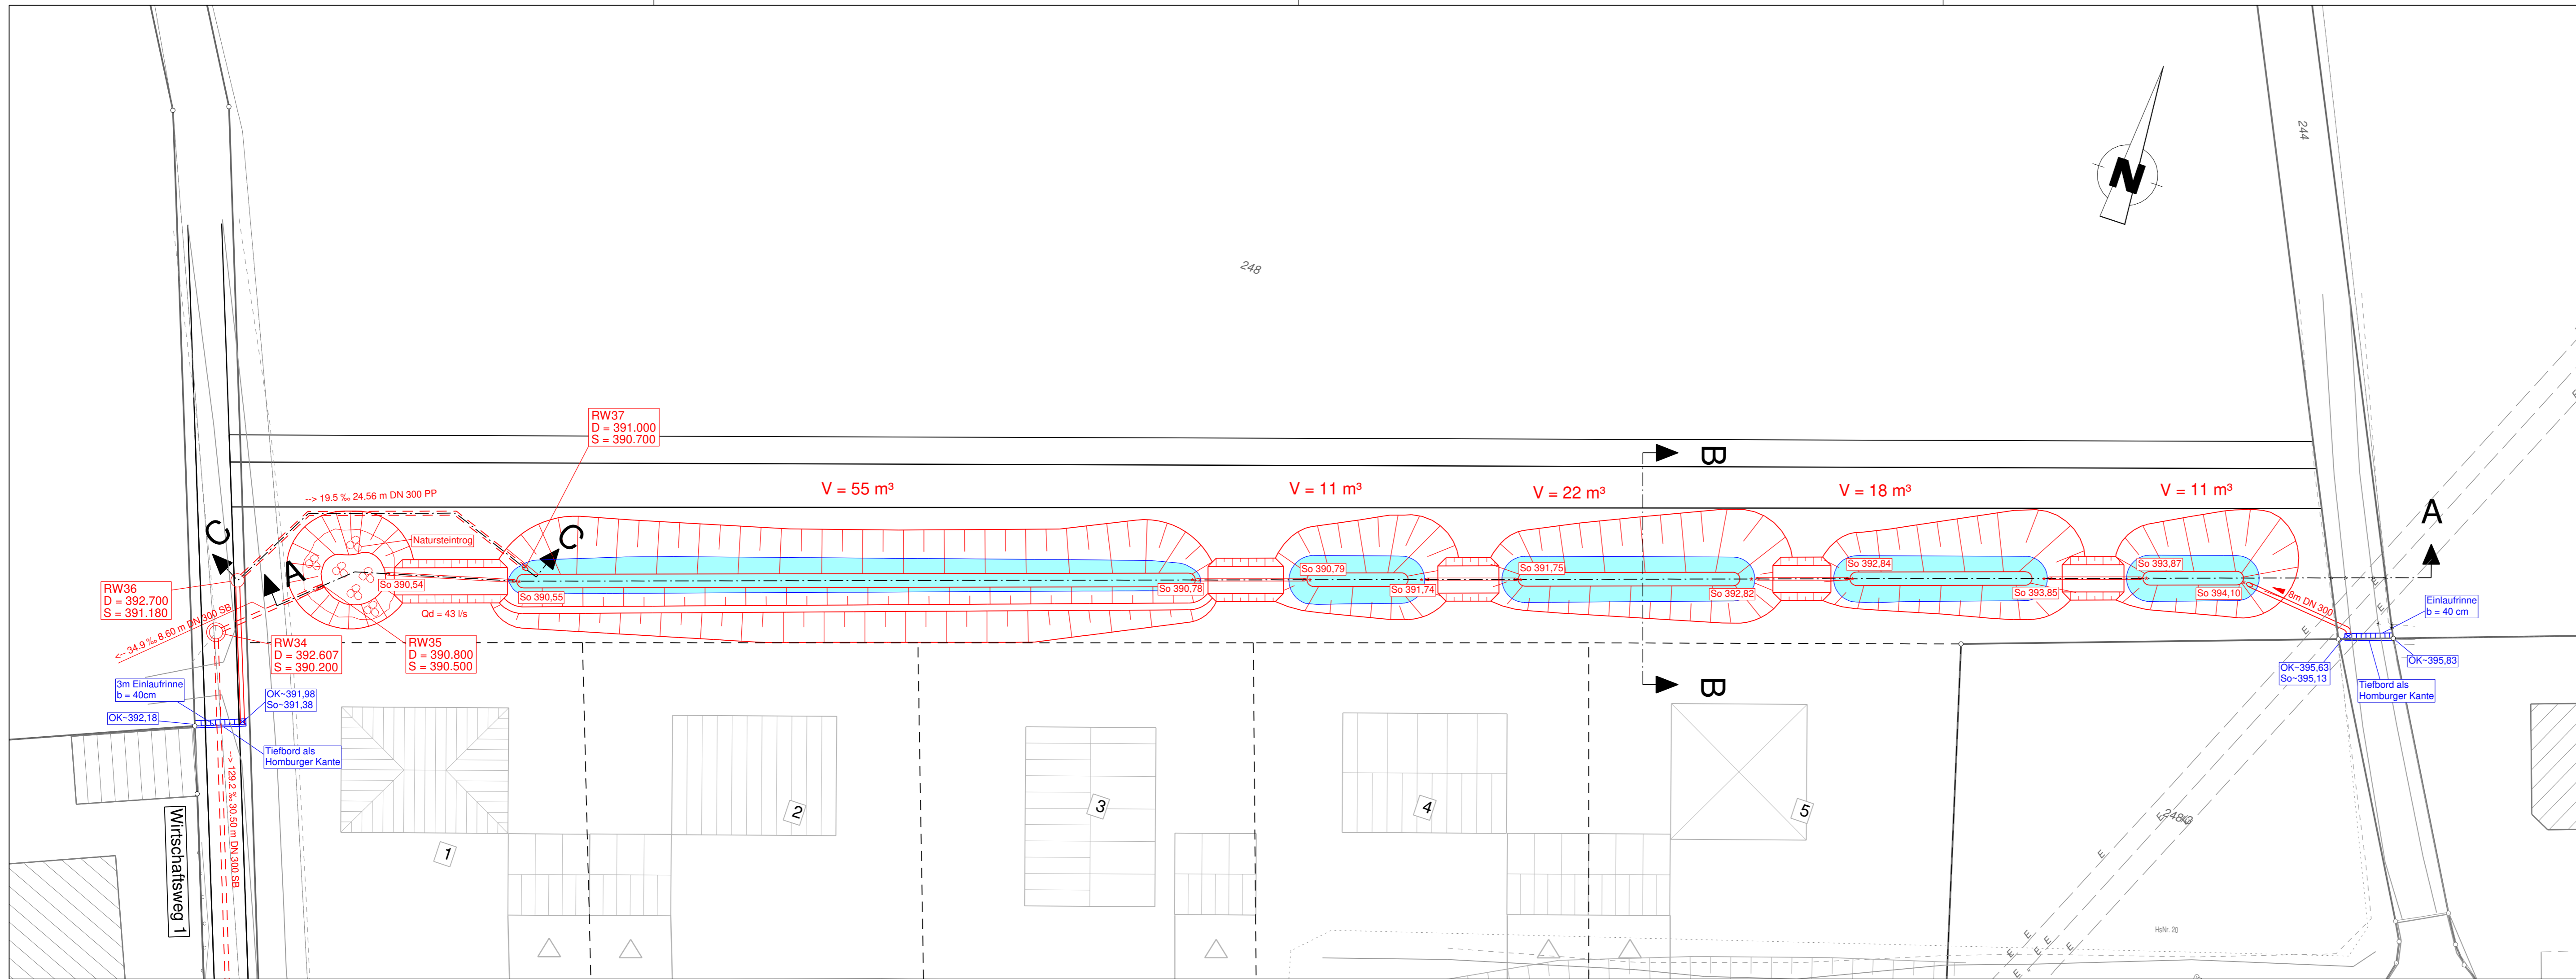 244
N
248
RW37
D = 391.000
S = 390.700
B
V = 55 m³
V = 11 m³
V = 22 m³
V = 18 m³
V = 11 m³
--> 19.5 ‰ 24.56 m DN 300 PP
A
C
C
Natursteintrog
A
So 390,54
So 390,55
So 390,78
So 390,79
So 391,74
So 391,75
So 392,82
So 392,84
So 393,85
So 393,87
So 394,10
8m DN 300
E
E
E
E
Einlaufrinne
b = 40 cm
RW36
D = 392.700
S = 391.180
<-- 34.9 ‰ 8.60 m DN 300 SB
Qd = 43 l/s
RW34
D = 392.607
S = 390.200
RW35
D = 390.800
S = 390.500
E
OK~395,63
So~395,13
OK~395,83
3m Einlaufrinne
b = 40cm
OK~391,98
So~391,38
OK~392,18
B
Tiefbord als
Homburger Kante
Tiefbord als
Homburger Kante
--> 129.2 ‰ 30.50 m DN 300 SB
Wirtschaftsweg 1
1
2
3
4
5
E
E
E
E
E
E
E
E
E
HsNr. 20